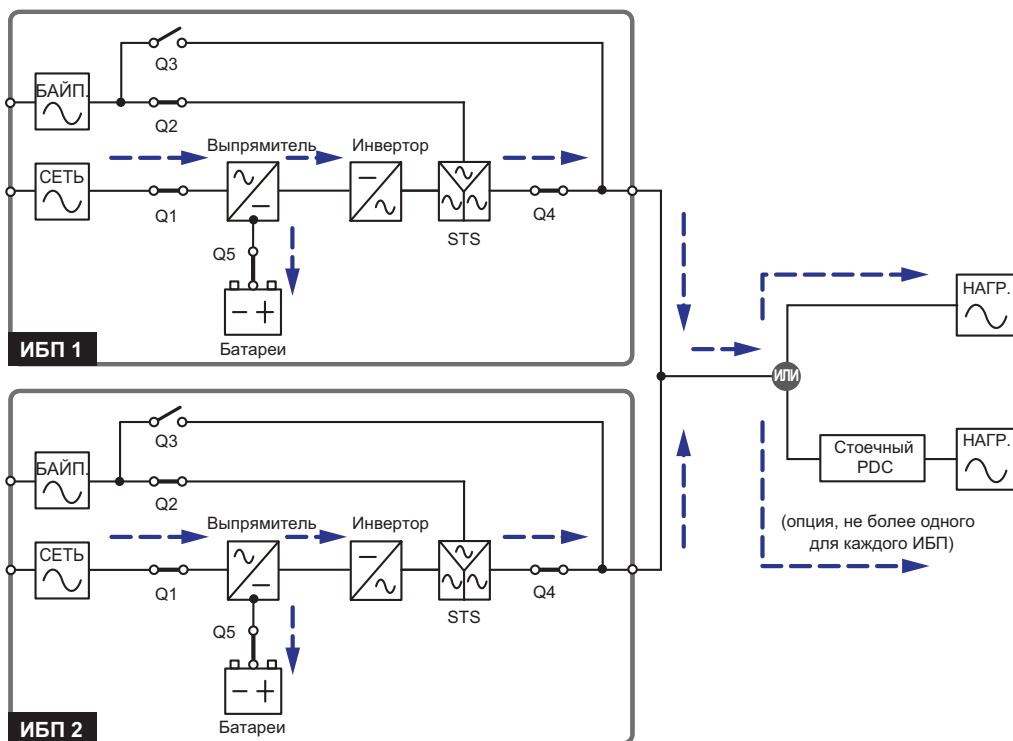 Q3
БАЙП.
Q2
Выпрямитель
Инвертор
СЕТЬ
Q1
STS
Q4
Q5
Батареи
ИБП 1
НАГР.
ИЛИ
Стоечный
PDC
НАГР.
(опция, не более одного
для каждого ИБП)
Q3
БАЙП.
Q2
Выпрямитель
Инвертор
СЕТЬ
Q1
STS
Q4
Q5
Батареи
ИБП 2